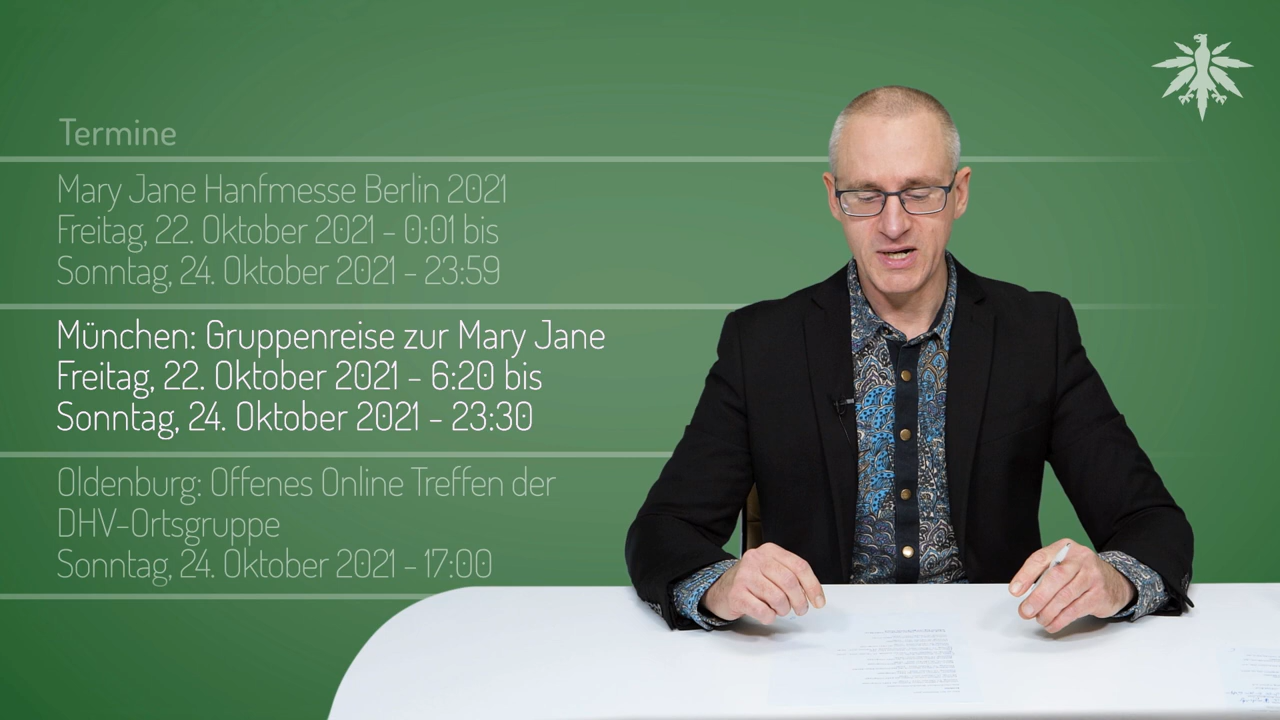 Termine
Mary Jane Hanfmesse Berlin 2021
Freitag, 22. Oktober 2021 - 0:01 bis
Sonntag, 24. Oktober 2021 - 23:59
München: Gruppenreise zur Mary Jane
Freitag, 22. Oktober 2021 - 6:20 bis
Sonntag, 24. Oktober 2021 - 23:30
Oldenburg: Offenes Online Treffen der
DHV-Ortsgruppe
Sonntag, 24. Oktober 2021 - 17:00